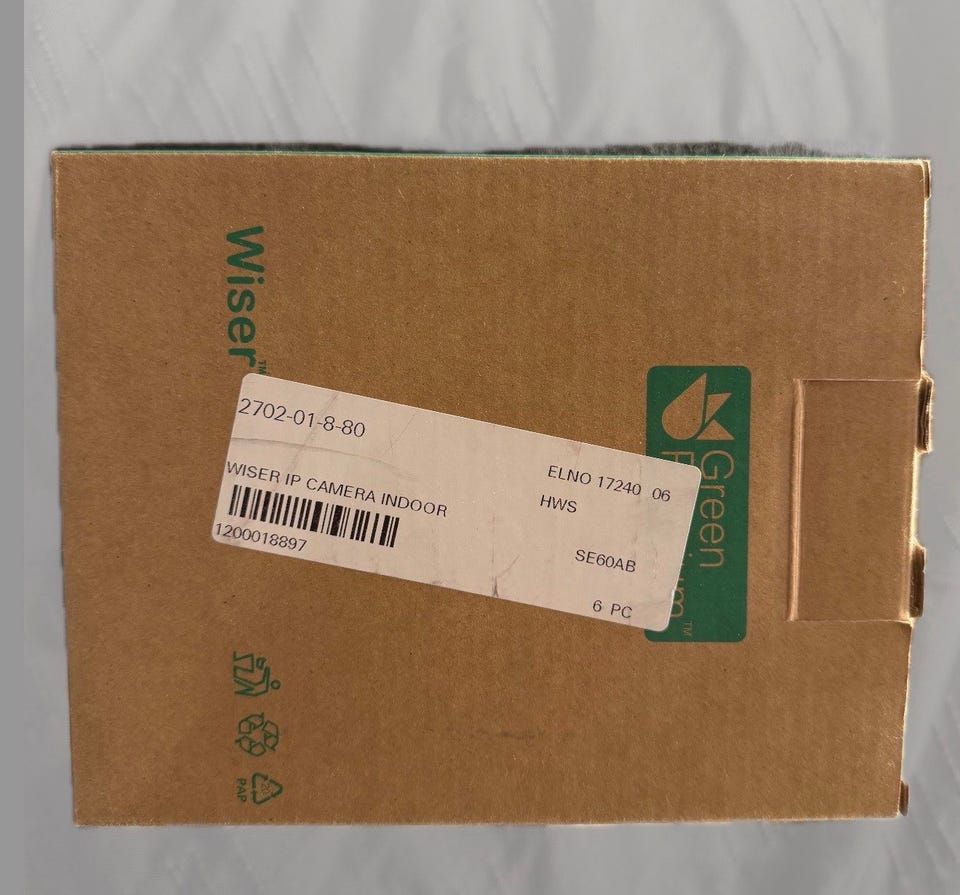 Wiser™
2702-01-8-80
WISER IP CAMERA INDOOR
1200018897
ELNO 17240 06
HWS
SE60AB
6 PC
Green
um™
PAP